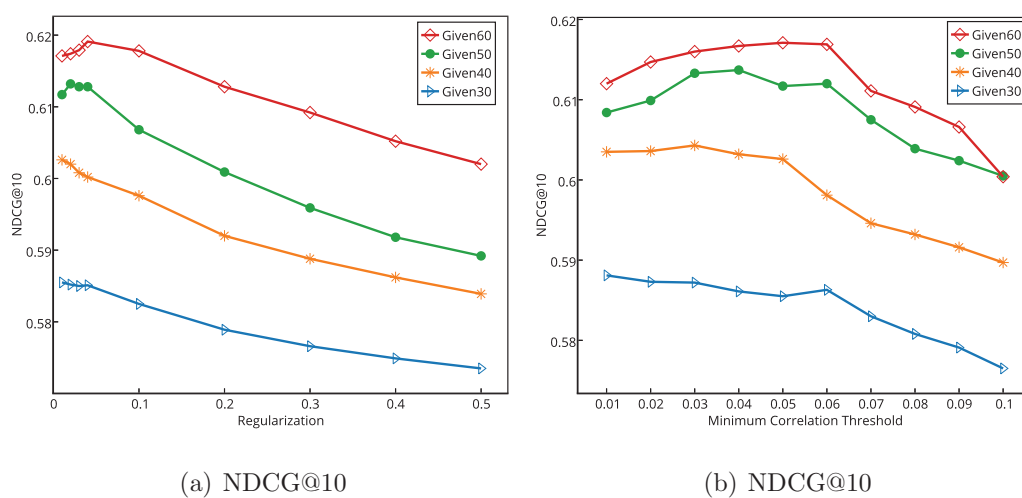 0.62
0.61
0.6
0.59
0.58
NDCG@10
Given60
Given50
Given40
Given30
0 0.1 0.2 0.3 0.4 0.5
Regularization
(a) NDCG@10
0.62
0.61
0.6
0.59
0.58
NDCG@10
Given60
Given50
Given40
Given30
0.01 0.02 0.03 0.04 0.05 0.06 0.07 0.08 0.09 0.1
Minimum Correlation Threshold
(b) NDCG@10